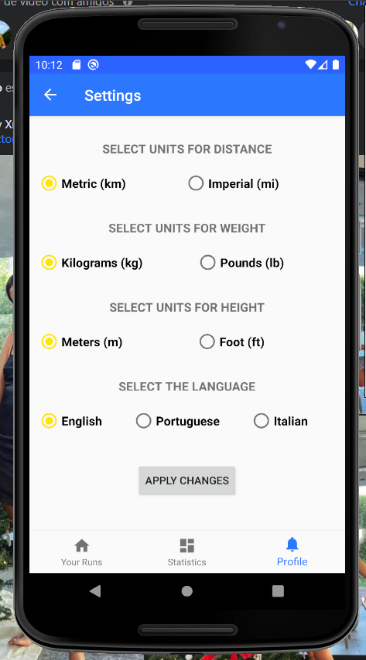 de vídeo com amigos
10:12
Settings
SELECT UNITS FOR DISTANCE
Metric (km) Imperial (mi)
SELECT UNITS FOR WEIGHT
Kilograms (kg) Pounds (lb)
SELECT UNITS FOR HEIGHT
Meters (m) Foot (ft)
SELECT THE LANGUAGE
English Portuguese Italian
APPLY CHANGES
Your Runs Statistics Profile